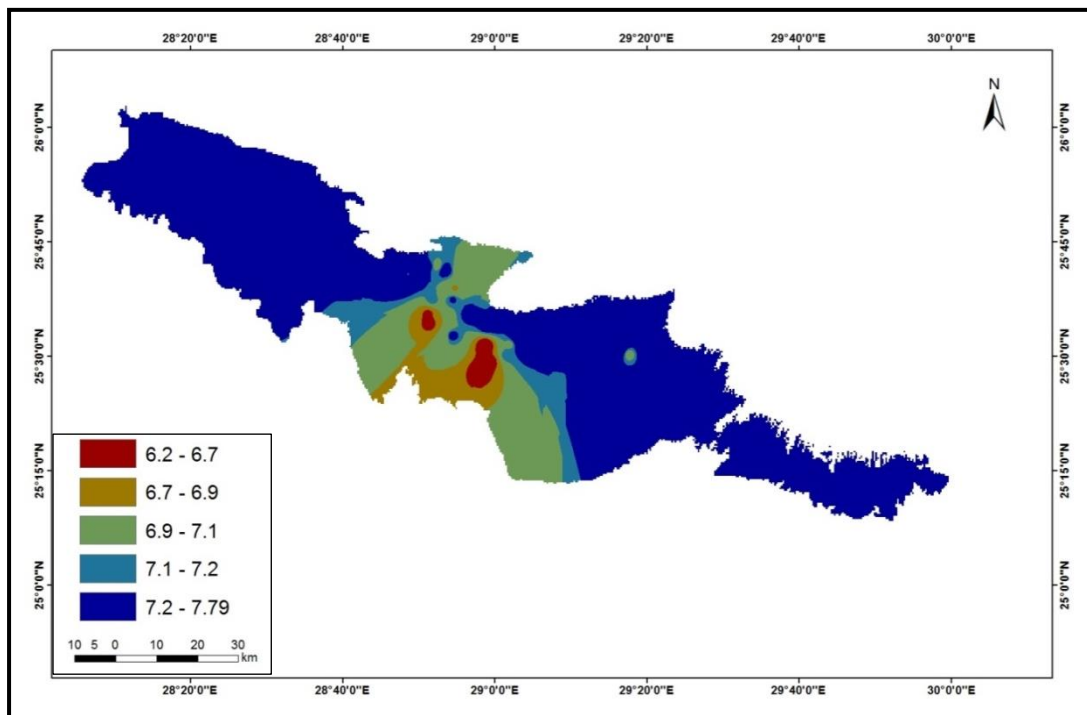 28°20'0"E 28°40'0"E 29°0'0"E 29°20'0"E 29°40'0"E 30°0'0"E
N
26°0'0"N 26°0'0"N
25°45'0"N 25°45'0"N
25°30'0"N 25°30'0"N
25°15'0"N 25°15'0"N
25°0'0"N 25°0'0"N
6.2 - 6.7
6.7 - 6.9
6.9 - 7.1
7.1 - 7.2
7.2 - 7.79
10 5 0 10 20 30
km
28°20'0"E 28°40'0"E 29°0'0"E 29°20'0"E 29°40'0"E 30°0'0"E